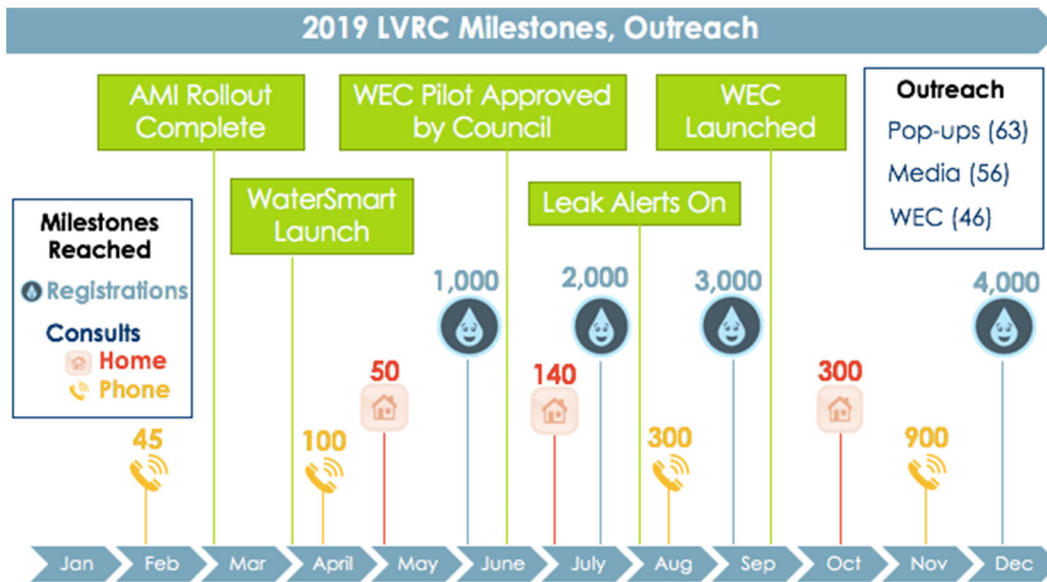 2019 LVRC Milestones, Outreach
AMI Rollout
Complete
WEC Pilot Approved
by Council
WEC
Launched
Outreach
Pop-ups (63)
Media (56)
WEC (46)
WaterSmart
Launch
Leak Alerts On
Milestones
Reached
Registrations
Consults
Home
Phone
1,000
2,000
3,000
4,000
50
140
300
45
100
300
900
Jan
Feb
Mar
April
May
June
July
Aug
Sep
Oct
Nov
Dec